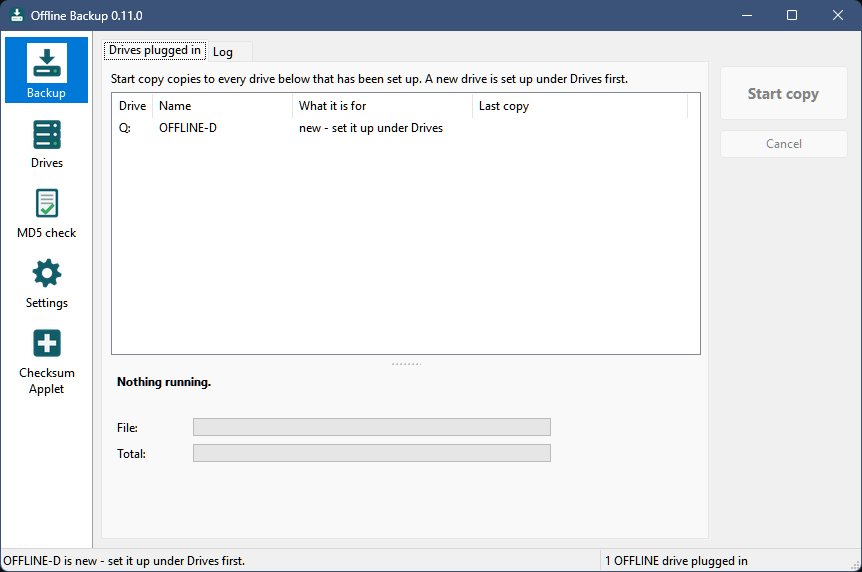 Offline Backup 0.11.0
Backup
Drives
MD5 check
Settings
Checksum
Applet
Drives plugged in
Log
Start copy copies to every drive below that has been set up. A new drive is set up under Drives first.
Drive Name What it is for Last copy
Q: OFFLINE-D new - set it up under Drives
Nothing running.
File:
Total:
Start copy
Cancel
OFFLINE-D is new - set it up under Drives first.
1 OFFLINE drive plugged in